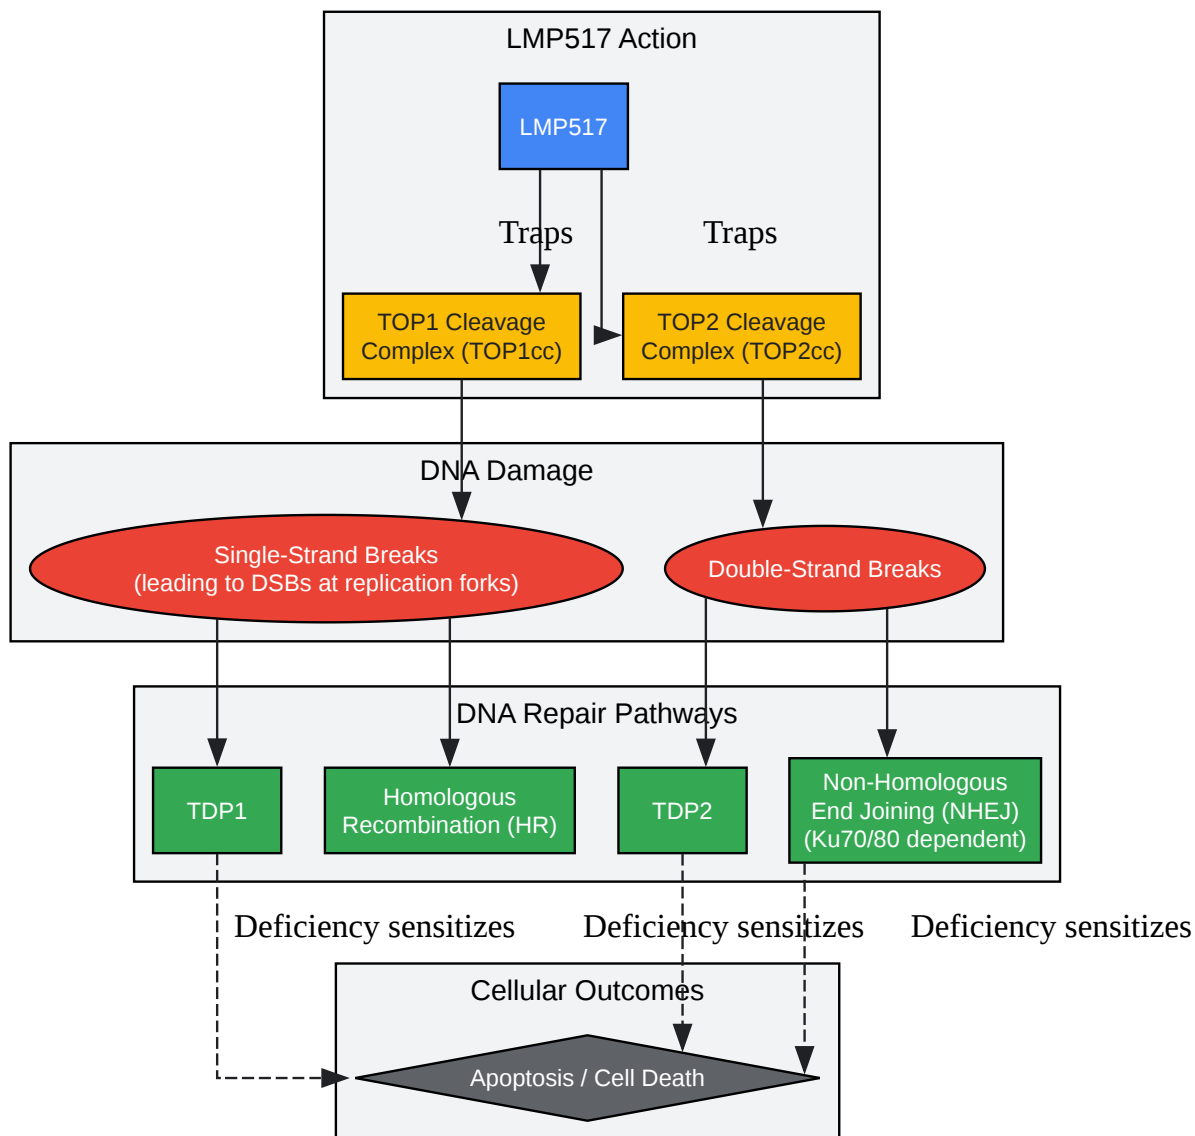 LMP517 Action
LMP517
Traps
Traps
TOP1 Cleavage
Complex (TOP1cc)
TOP2 Cleavage
Complex (TOP2cc)
DNA Damage
Single-Strand Breaks
(leading to DSBs at replication forks)
Double-Strand Breaks
DNA Repair Pathways
TDP1
Homologous
Recombination (HR)
TDP2
Non-Homologous
End Joining (NHEJ)
(Ku70/80 dependent)
Deficiency sensitizes
Deficiency sensitizes
Deficiency sensitizes
Cellular Outcomes
Apoptosis / Cell Death